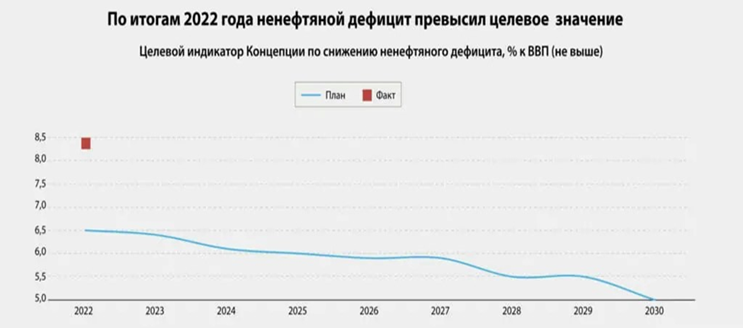 По итогам 2022 года ненефтяной дефицит превысил целевое значение
Целевой индикатор Концепции по снижению ненефтяного дефицита, % к ВВП (не выше)
План Факт
8,5
8,0
7,5
7,0
6,5
6,0
5,5
5,0
2022 2023 2024 2025 2026 2027 2028 2029 2030